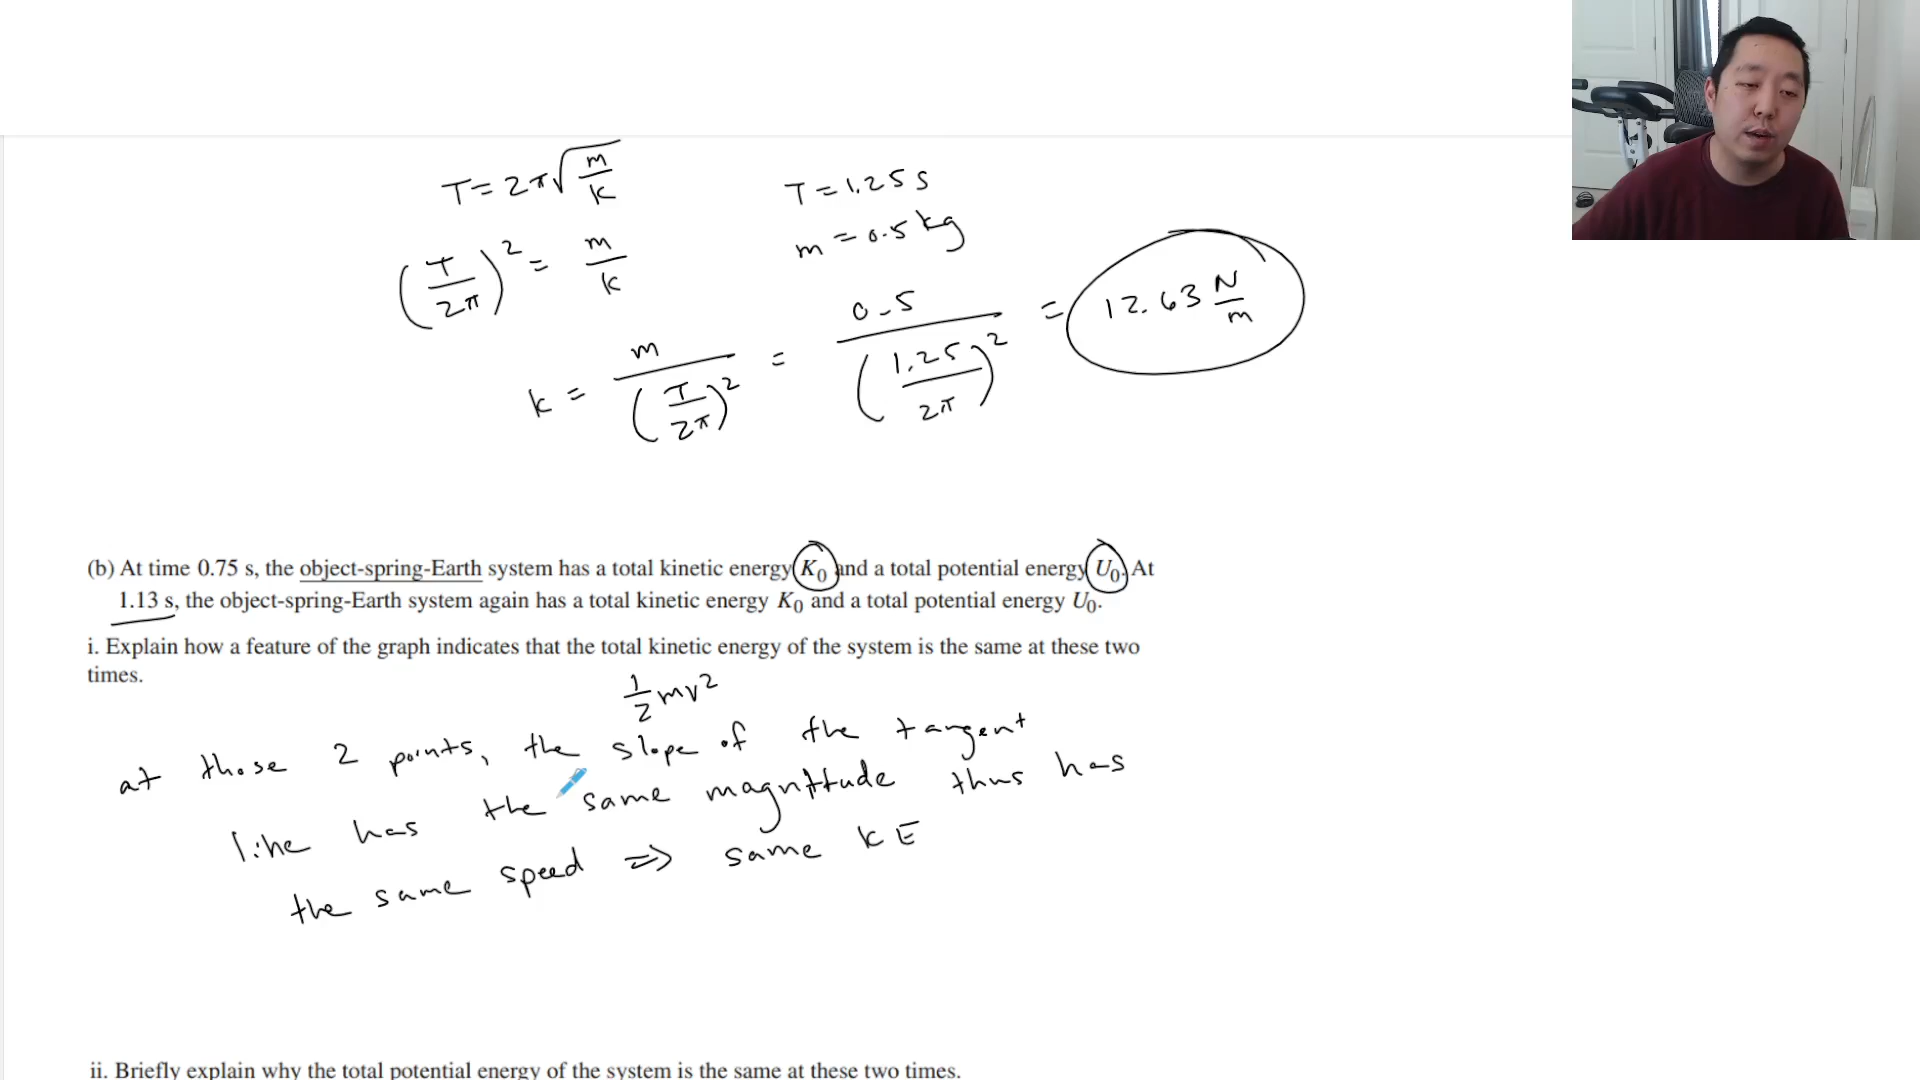 T = 2π√(m/k)
T = 1.25 s
m = 0.5 kg
(T/2π)² = m/k
k = m/(T/2π)² = 0.5/(1.25/2π)² = 12.63 N/m
(b) At time 0.75 s, the object-spring-Earth system has a total kinetic energy K₀ and a total potential energy U₀. At
1.13 s, the object-spring-Earth system again has a total kinetic energy K₀ and a total potential energy U₀.
i. Explain how a feature of the graph indicates that the total kinetic energy of the system is the same at these two
times.
½mv²
at those 2 points, the slope of the tangent
line has the same magnitude thus has
the same speed ⇒ same KE
ii. Briefly explain why the total potential energy of the system is the same at these two times.